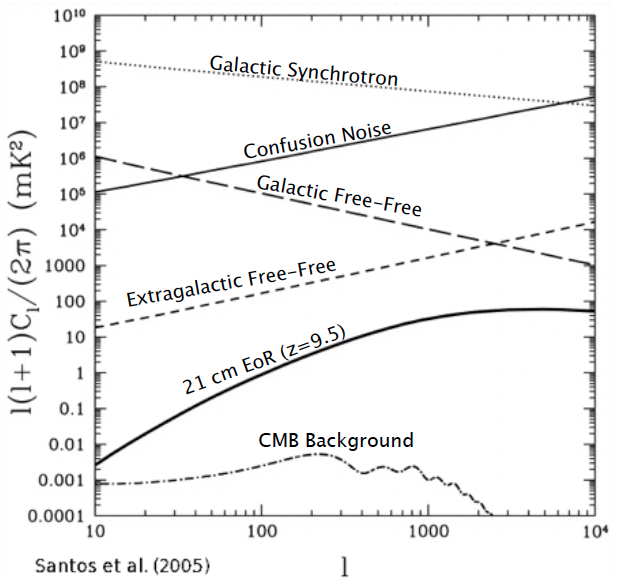 10¹⁰
10⁹
10⁸
10⁷
10⁶
10⁵
10⁴
1000
100
10
1
0.1
0.01
0.001
0.0001
l(l+1)Cₗ/(2π) (mK²)
Galactic Synchrotron
Confusion Noise
Galactic Free-Free
Extragalactic Free-Free
21 cm EoR (z=9.5)
CMB Background
10 100 1000 10⁴
Santos et al. (2005) l